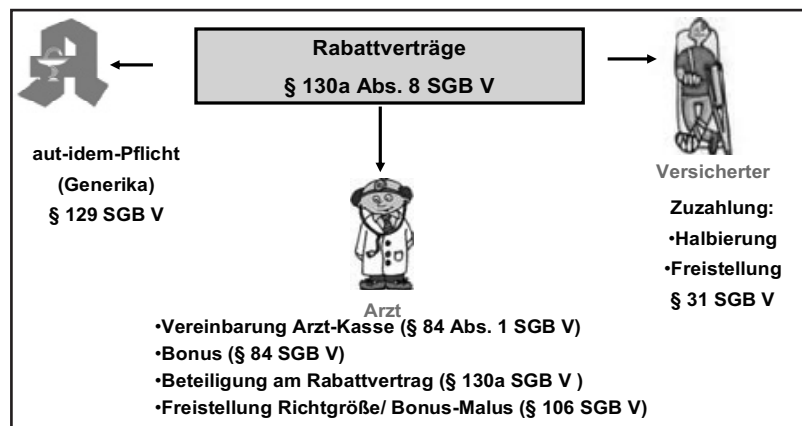 Rabattverträge
§ 130a Abs. 8 SGB V
aut-idem-Pflicht
(Generika)
§ 129 SGB V
Versicherter
Zuzahlung:
•Halbierung
•Freistellung
§ 31 SGB V
Arzt
•Vereinbarung Arzt-Kasse (§ 84 Abs. 1 SGB V)
•Bonus (§ 84 SGB V)
•Beteiligung am Rabattvertrag (§ 130a SGB V )
•Freistellung Richtgröße/ Bonus-Malus (§ 106 SGB V)